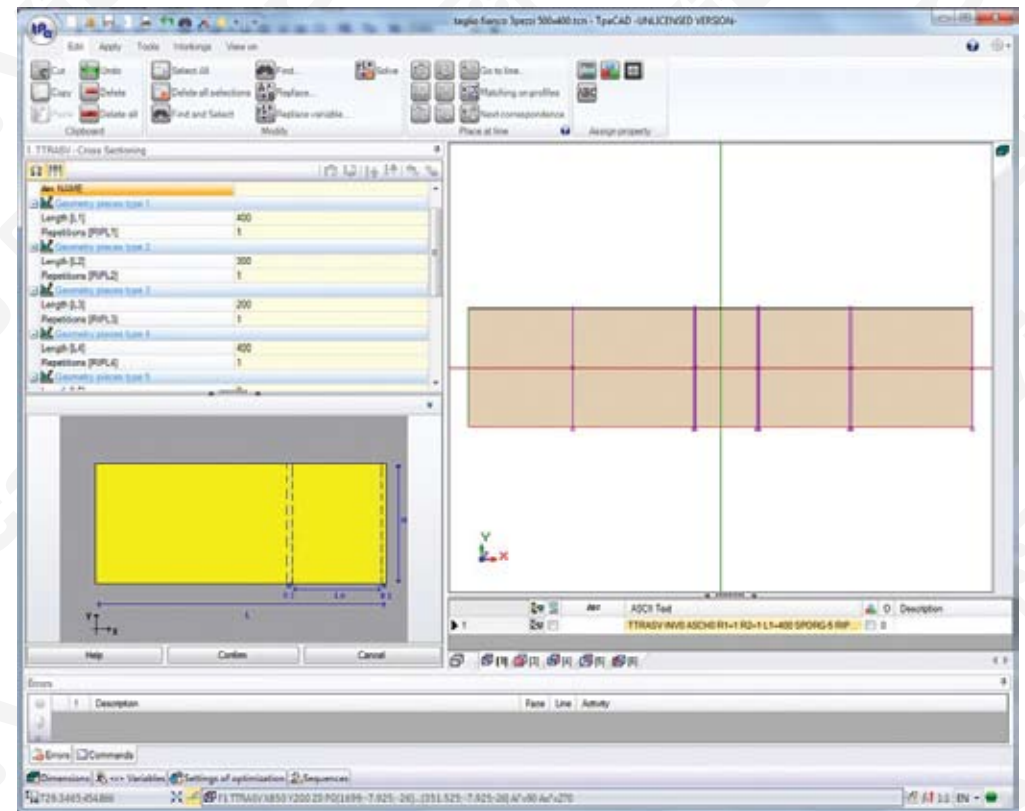 taglio fianco 3pezzi 500x400.tcn - TpaCAD -UNLICENSED VERSION-
Edit Apply Tools Workings View on
Cut Undo Select All Find... Solve Go to line...
Copy Delete Delete all selections Replace... Matching on profiles
Delete all Find and Select Replace variable... Next correspondence
Clipboard Modify Place at line Assign property
TTRASV - Cross Sectioning
NAME
Geometry pieces type 1
Length [L1] 400
Repetitions [RIPL1] 1
Geometry pieces type 2
Length [L2] 300
Repetitions [RIPL2] 1
Geometry pieces type 3
Length [L3] 200
Repetitions [RIPL3] 1
Geometry pieces type 4
Length [L4] 400
Repetitions [RIPL4] 1
Geometry pieces type 5
Y
X
Help Confirm Cancel
ASCII Text D Description
1 TTRASV INV0 ASCH0 R1=1 R2=1 L1=400 SPORG-5 RIP... 0
Errors
! Description Face Line Activity
Errors Commands
Dimensions Variables Settings of optimization Sequences
1:1 EN